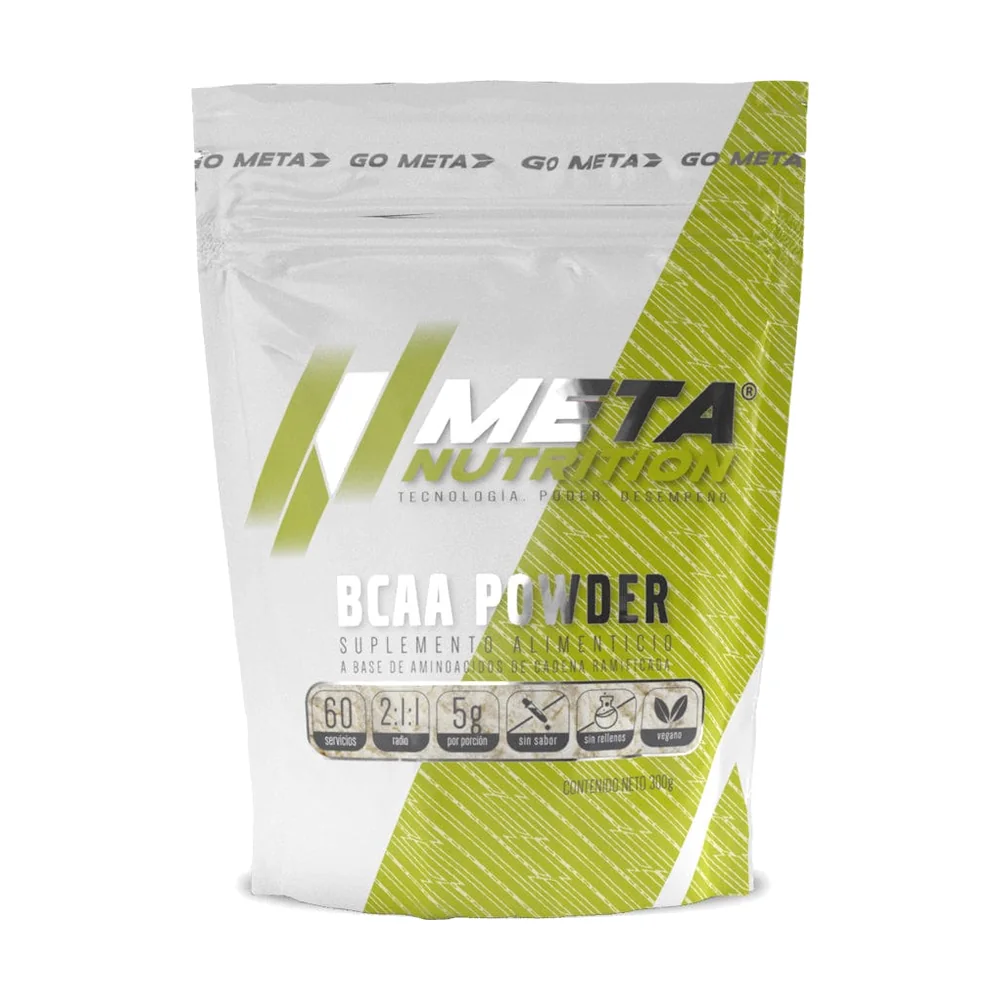 GO META GO META GO META GO META
META®
NUTRITION
TECNOLOGÍA. PODER. DESEMPEÑO
BCAA POWDER
SUPLEMENTO ALIMENTICIO
A BASE DE AMINOACIDOS DE CADENA RAMIFICADA
60 2:1:1 5g
servicios radio por porción sin sabor sin rellenos vegano
CONTENIDO NETO 300g